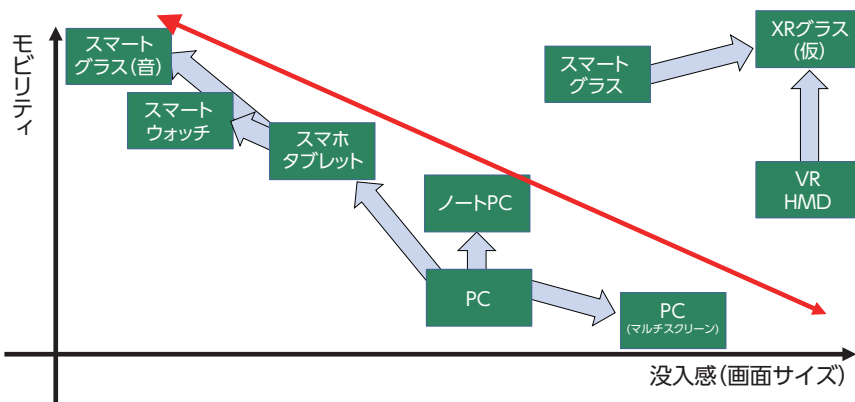 モビリティ
スマート
グラス(音)
スマート
ウォッチ
スマホ
タブレット
ノートPC
PC
PC
(マルチスクリーン)
スマート
グラス
XRグラス
(仮)
VR
HMD
没入感(画面サイズ)